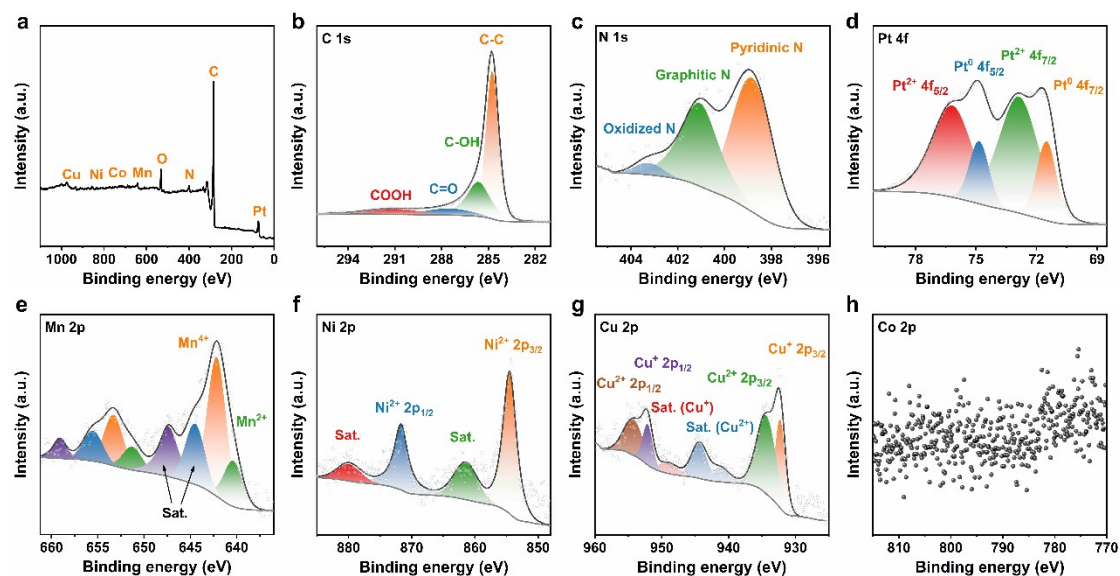 a
Intensity (a.u.)
Cu Ni Co Mn O N C Pt
1000 800 600 400 200 0
Binding energy (eV)
b
C 1s
Intensity (a.u.)
C-C
C-OH
C=O
COOH
294 291 288 285 282
Binding energy (eV)
c
N 1s
Intensity (a.u.)
Pyridinic N
Graphitic N
Oxidized N
404 402 400 398 396
Binding energy (eV)
d
Pt 4f
Intensity (a.u.)
Pt²⁺ 4f₅/₂
Pt⁰ 4f₅/₂
Pt²⁺ 4f₇/₂
Pt⁰ 4f₇/₂
78 75 72 69
Binding energy (eV)
e
Mn 2p
Intensity (a.u.)
Mn⁴⁺
Mn²⁺
Sat.
660 655 650 645 640
Binding energy (eV)
f
Ni 2p
Intensity (a.u.)
Ni²⁺ 2p₃/₂
Ni²⁺ 2p₁/₂
Sat.
Sat.
880 870 860 850
Binding energy (eV)
g
Cu 2p
Intensity (a.u.)
Cu⁺ 2p₃/₂
Cu⁺ 2p₁/₂
Cu²⁺ 2p₁/₂
Cu²⁺ 2p₃/₂
Sat. (Cu⁺)
Sat. (Cu²⁺)
960 950 940 930
Binding energy (eV)
h
Co 2p
Intensity (a.u.)
810 800 790 780 770
Binding energy (eV)